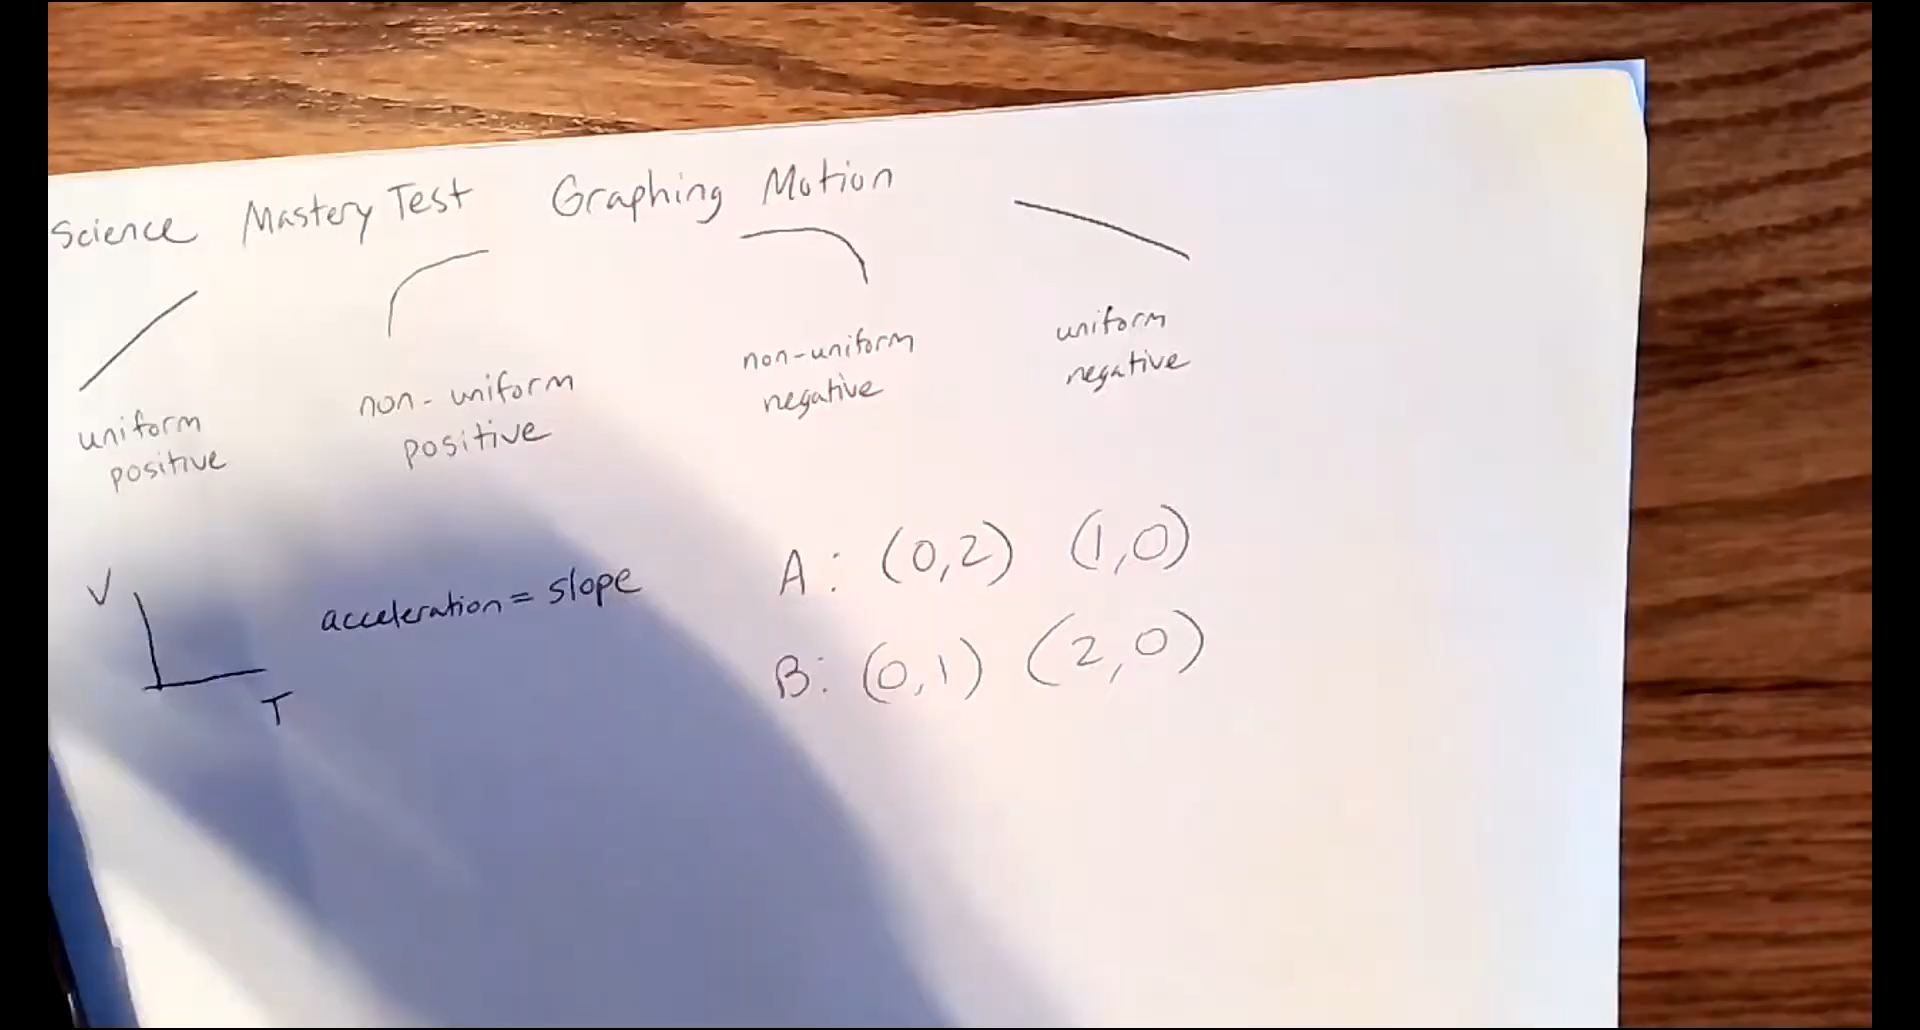 Science Mastery Test Graphing Motion
uniform
positive
non-uniform
positive
non-uniform
negative
uniform
negative
V
T
acceleration = slope
A: (0,2) (1,0)
B: (0,1) (2,0)